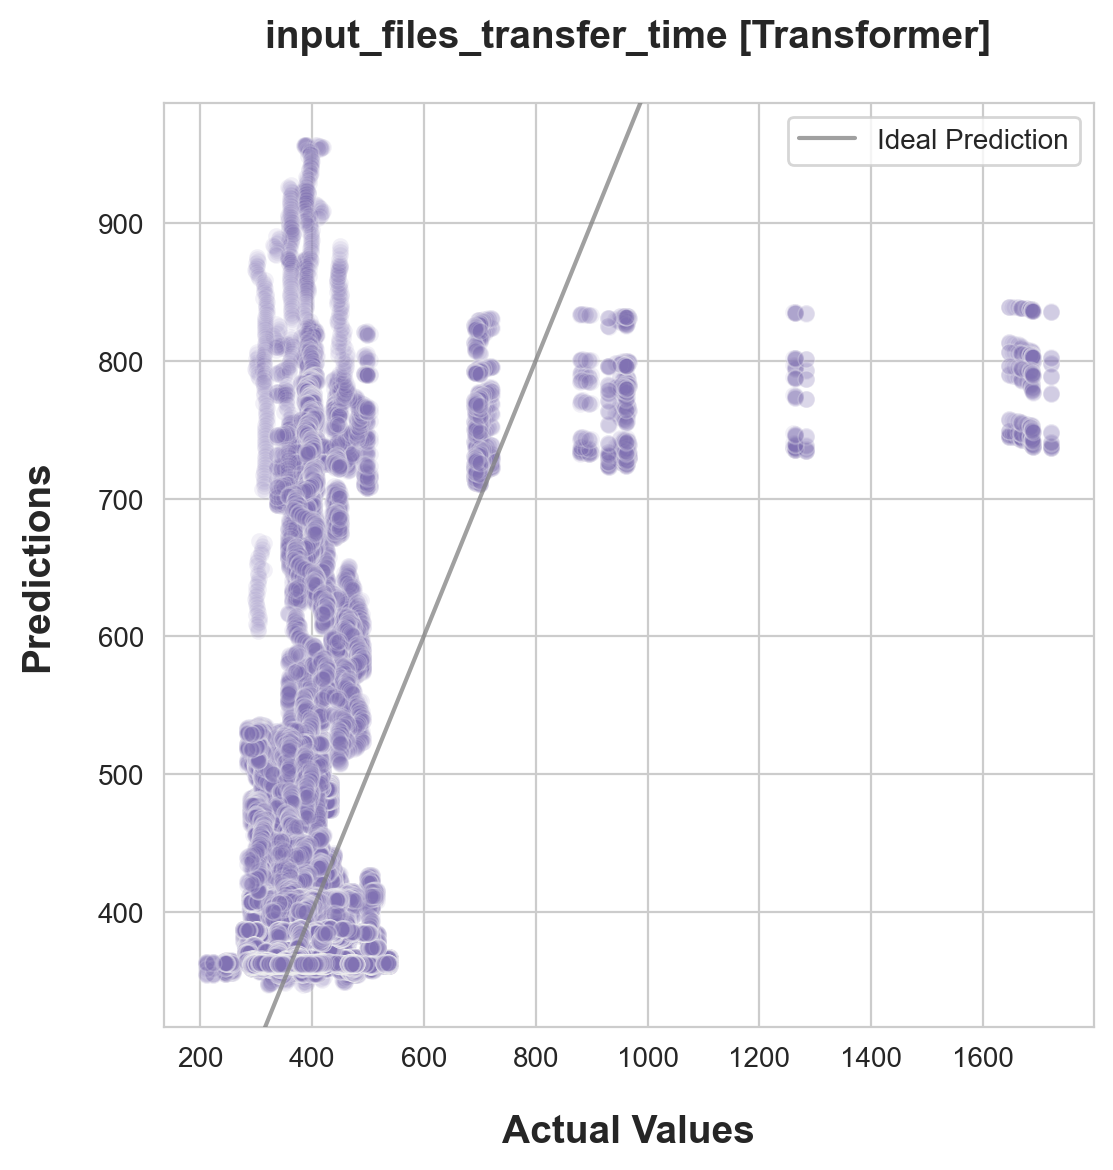 input_files_transfer_time [Transformer]
Ideal Prediction
900
800
700
600
500
400
Predictions
200 400 600 800 1000 1200 1400 1600
Actual Values